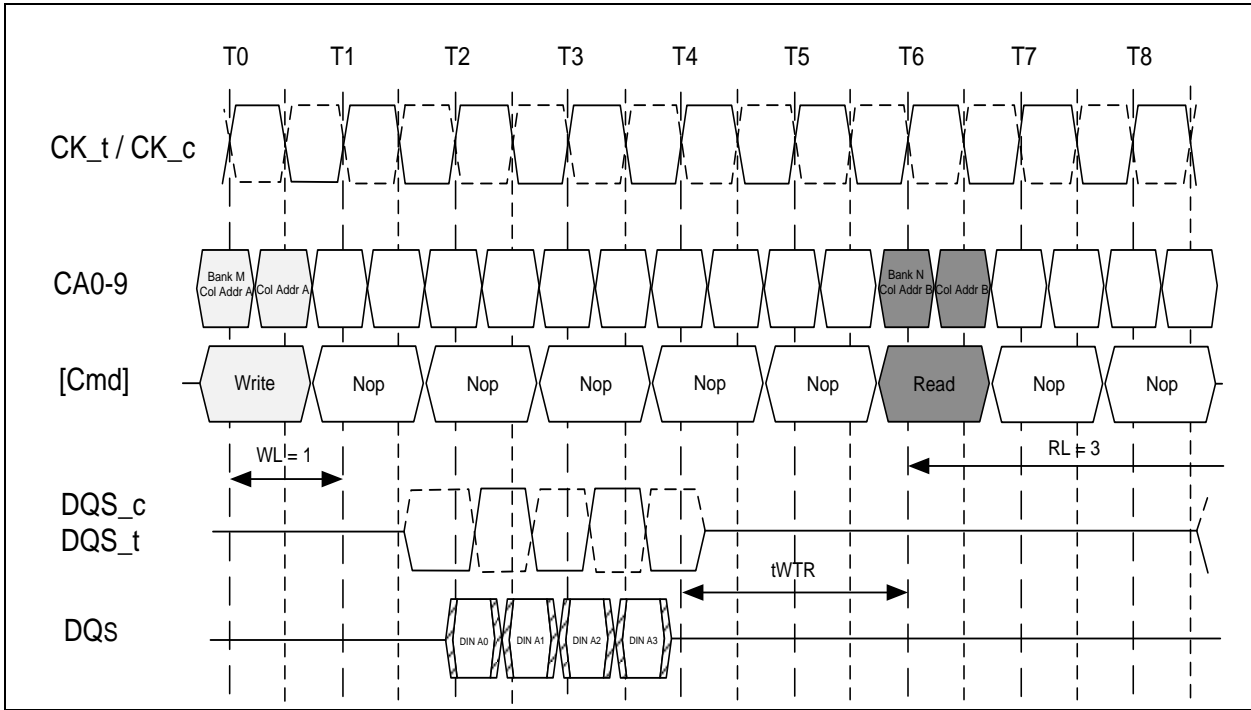 T0 T1 T2 T3 T4 T5 T6 T7 T8
CK_t / CK_c
CA0-9
Bank M
Col Addr A
Col Addr A
Bank N
Col Addr B
Col Addr B
[Cmd]
Write Nop Nop Nop Nop Nop Read Nop Nop
WL = 1
RL = 3
DQS_c
DQS_t
tWTR
DQs
DIN A0 DIN A1 DIN A2 DIN A3